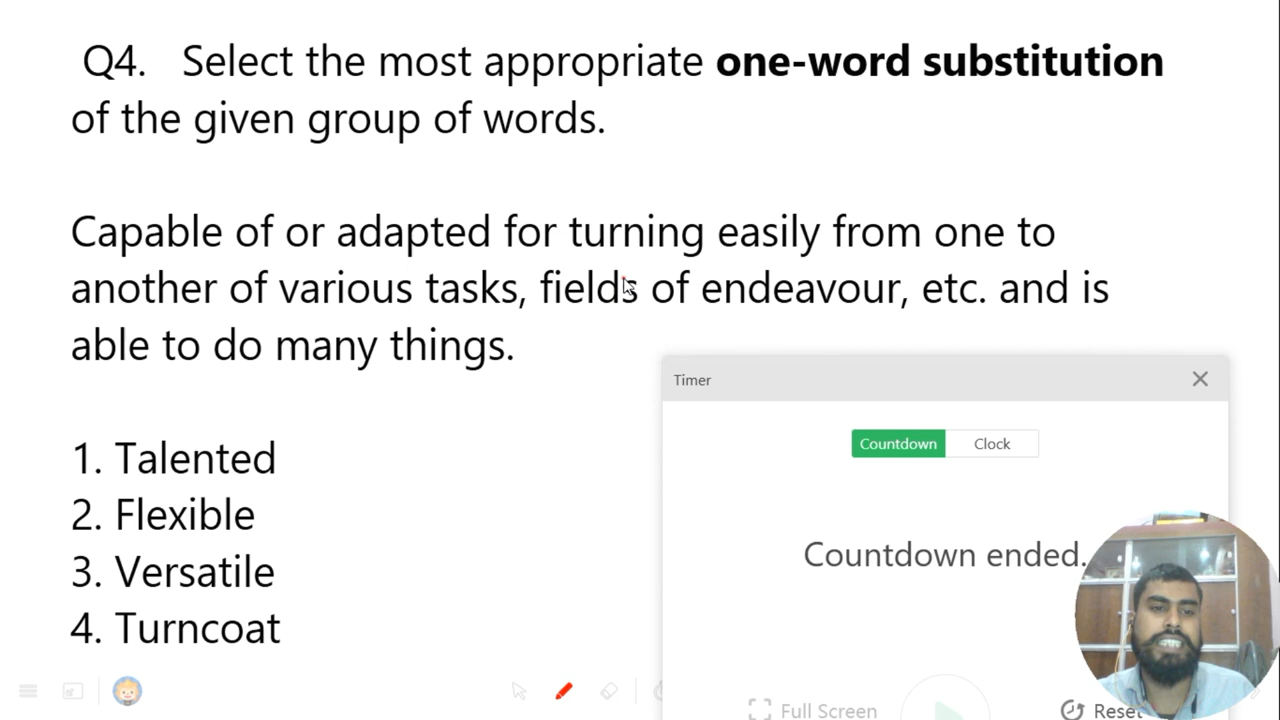 Q4. Select the most appropriate one-word substitution
of the given group of words.
Capable of or adapted for turning easily from one to
another of various tasks, fields of endeavour, etc. and is
able to do many things.
1. Talented
2. Flexible
3. Versatile
4. Turncoat
Timer
Countdown Clock
Countdown ended.
Full Screen Reset